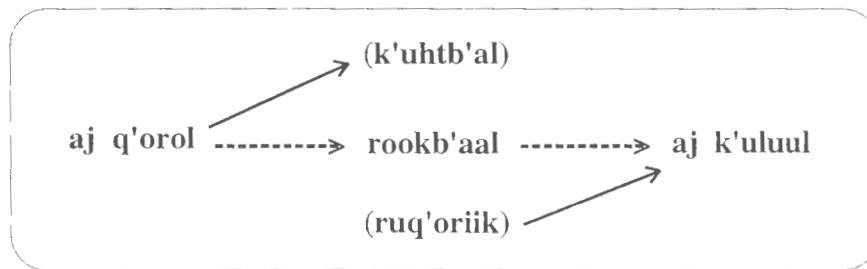 (k'uhtb'al)
aj q'orol rookb'aal aj k'uluul
(ruq'oriik)